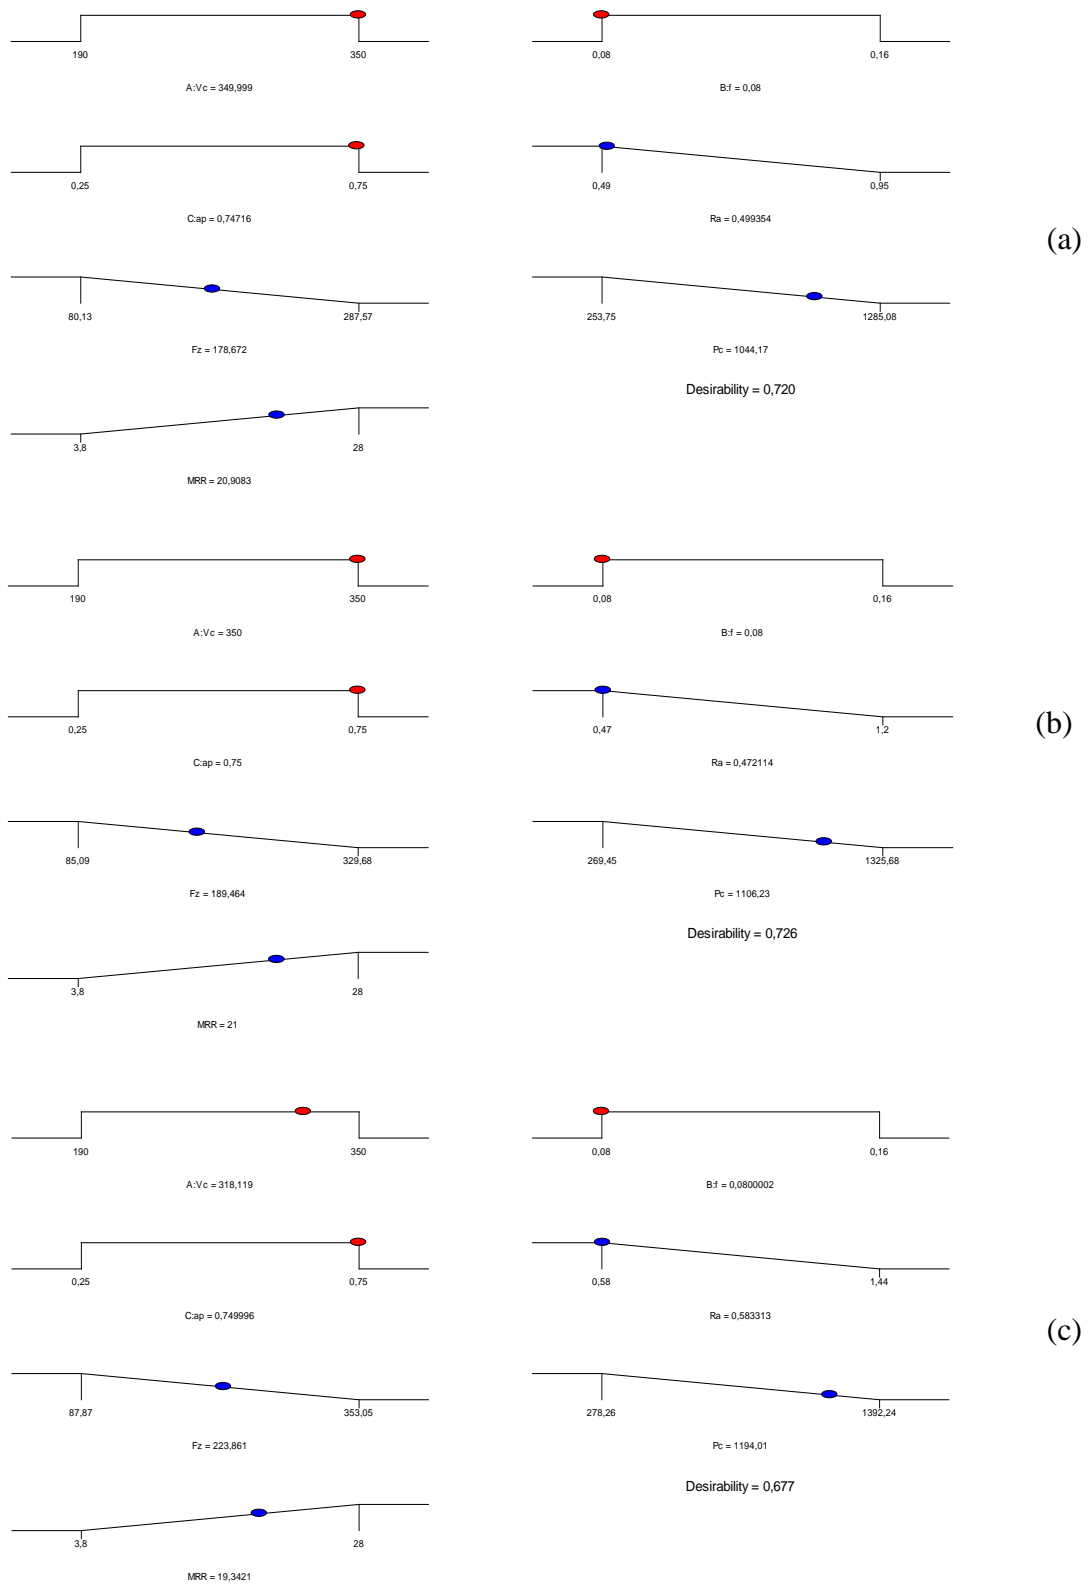 190 350 0,08 0,16
A:Vc = 349,999 B:f = 0,08
0,25 0,75 0,49 0,95
C:ap = 0,74716 Ra = 0,499354
(a)
80,13 287,57 253,75 1285,08
Fz = 178,672 Pc = 1044,17
Desirability = 0,720
3,8 28
MRR = 20,9083
190 350 0,08 0,16
A:Vc = 350 B:f = 0,08
0,25 0,75 0,47 1,2
(b)
C:ap = 0,75 Ra = 0,472114
85,09 329,68 269,45 1325,68
Fz = 189,464 Pc = 1106,23
Desirability = 0,726
3,8 28
MRR = 21
190 350 0,08 0,16
A:Vc = 318,119 B:f = 0,0800002
0,25 0,75 0,58 1,44
C:ap = 0,749996 Ra = 0,583313
(c)
87,87 353,05 278,26 1392,24
Fz = 223,861 Pc = 1194,01
Desirability = 0,677
3,8 28
MRR = 19,3421